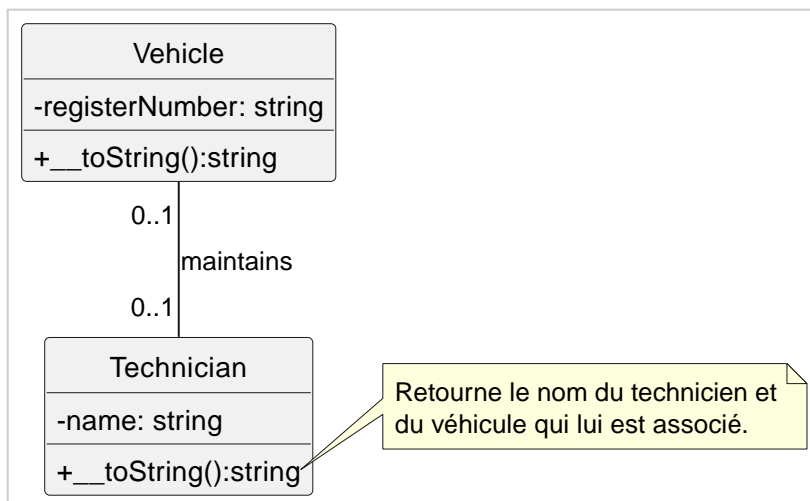 Vehicle
-registerNumber: string
+__toString():string
0..1
maintains
0..1
Technician
-name: string
+__toString():string
Retourne le nom du technicien et
du véhicule qui lui est associé.